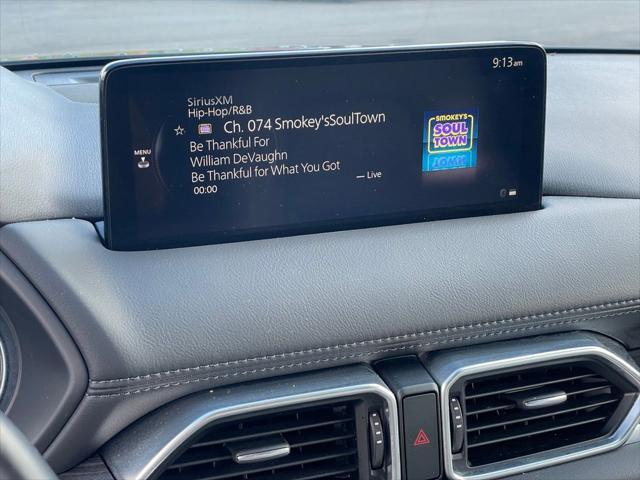 9:13am
SiriusXM
Hip-Hop/R&B
Ch. 074 Smokey'sSoulTown
Be Thankful For
William DeVaughn
Be Thankful for What You Got
00:00
Live
MENU
SMOKEY'S
SOUL
TOWN